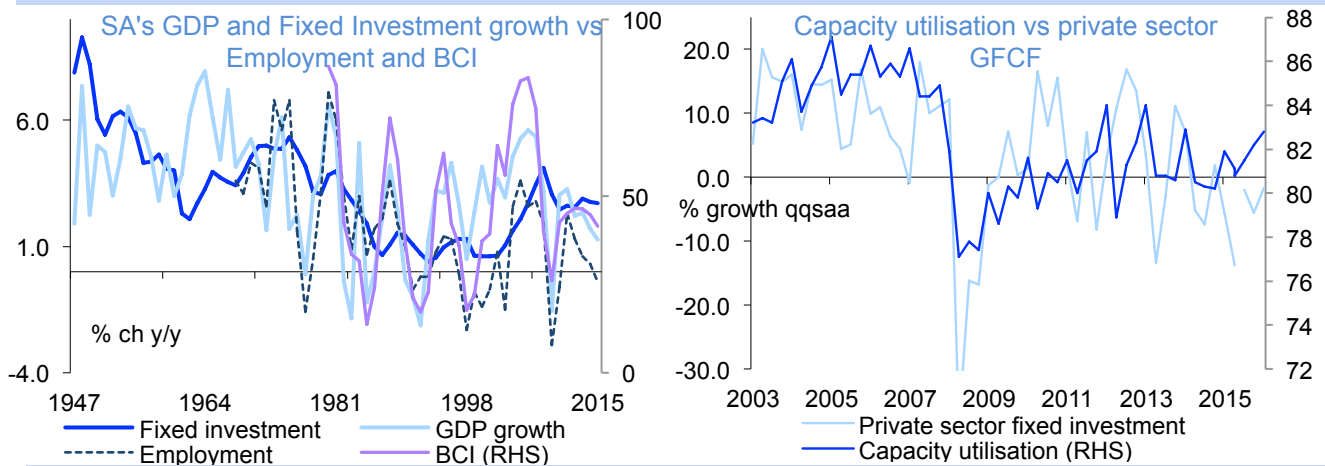 SA's GDP and Fixed Investment growth vs
Employment and BCI
100
6.0
50
1.0
% ch y/y
-4.0
0
1947
1964
1981
1998
2015
Fixed investment
GDP growth
Employment
BCI (RHS)
Capacity utilisation vs private sector
GFCF
88
20.0
86
10.0
84
82
0.0
80
% growth qqsaa
-10.0
78
76
-20.0
74
-30.0
72
2003
2005
2007
2009
2011
2013
2015
Private sector fixed investment
Capacity utilisation (RHS)